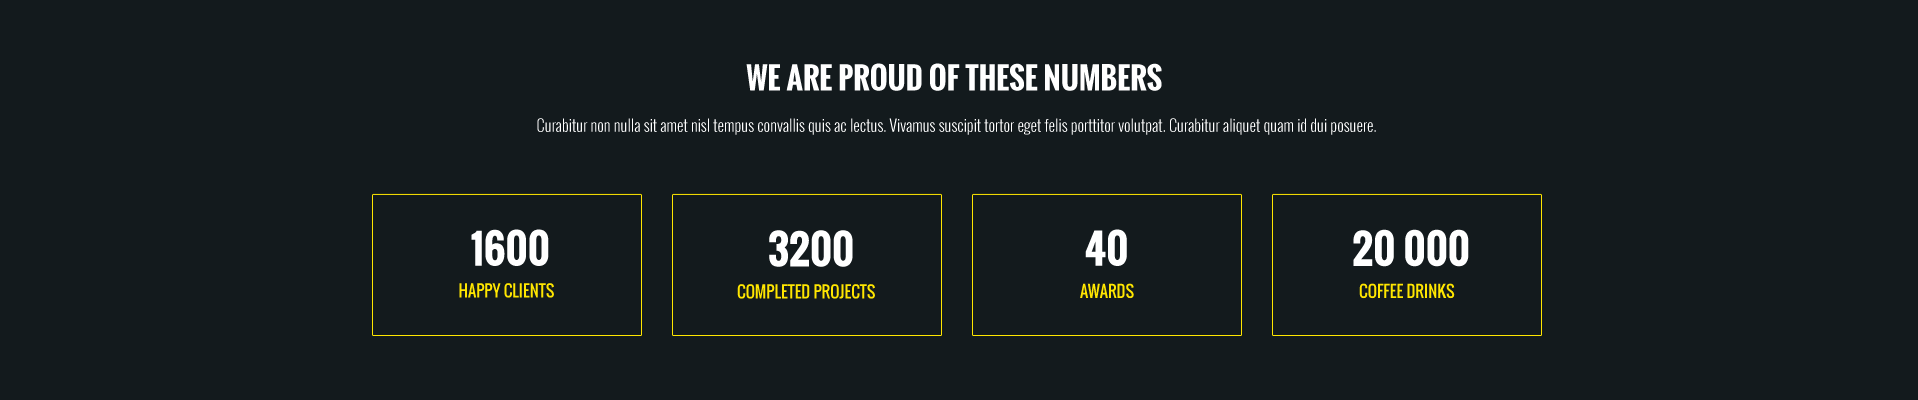 WE ARE PROUD OF THESE NUMBERS
Curabitur non nulla sit amet nisl tempus convallis quis ac lectus. Vivamus suscipit tortor eget felis porttitor volutpat. Curabitur aliquet quam id dui posuere.
1600
HAPPY CLIENTS
3200
COMPLETED PROJECTS
40
AWARDS
20 000
COFFEE DRINKS